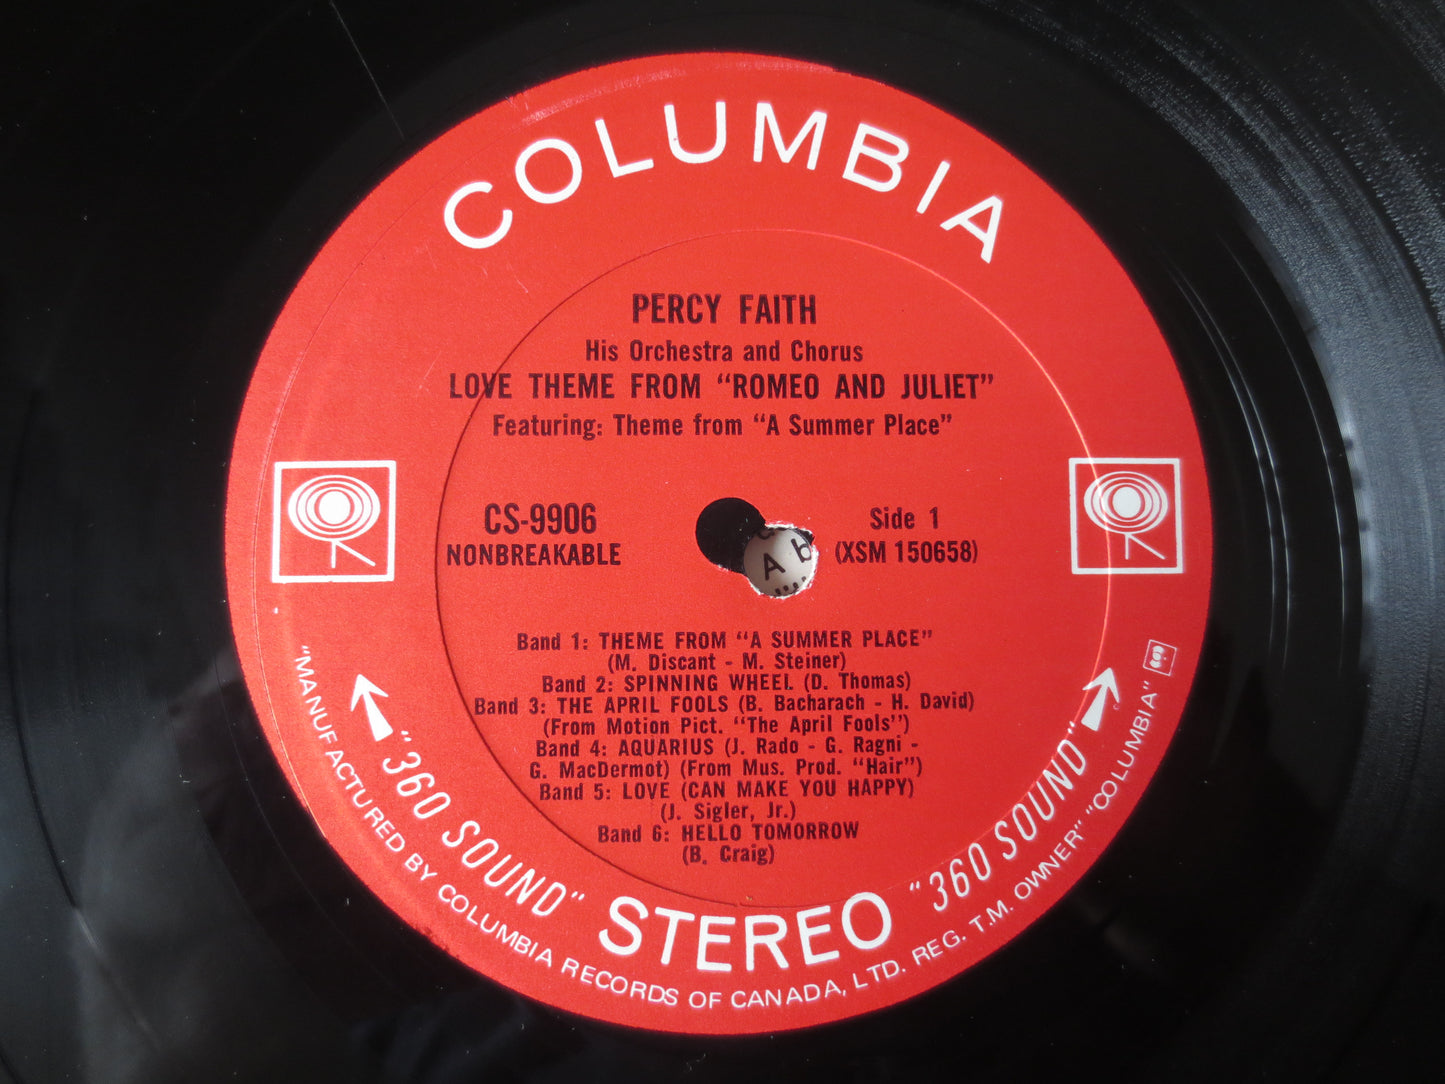 COLUMBIA
PERCY FAITH
His Orchestra and Chorus
LOVE THEME FROM "ROMEO AND JULIET"
Featuring: Theme from "A Summer Place"
CS-9906
NONBREAKABLE
Side 1
(XSM 150658)
A b
Band 1: THEME FROM "A SUMMER PLACE"
(M. Discant - M. Steiner)
Band 2: SPINNING WHEEL (D. Thomas)
Band 3: THE APRIL FOOLS (B. Bacharach - H. David)
(From Motion Pict. "The April Fools")
Band 4: AQUARIUS (J. Rado - G. Ragni -
G. MacDermot) (From Mus. Prod. "Hair")
Band 5: LOVE (CAN MAKE YOU HAPPY)
(J. Sigler, Jr.)
Band 6: HELLO TOMORROW
(B. Craig)
"360 SOUND" STEREO "360 SOUND"
"MANUFACTURED BY COLUMBIA RECORDS OF CANADA, LTD. REG. T.M. OWNER" "COLUMBIA"